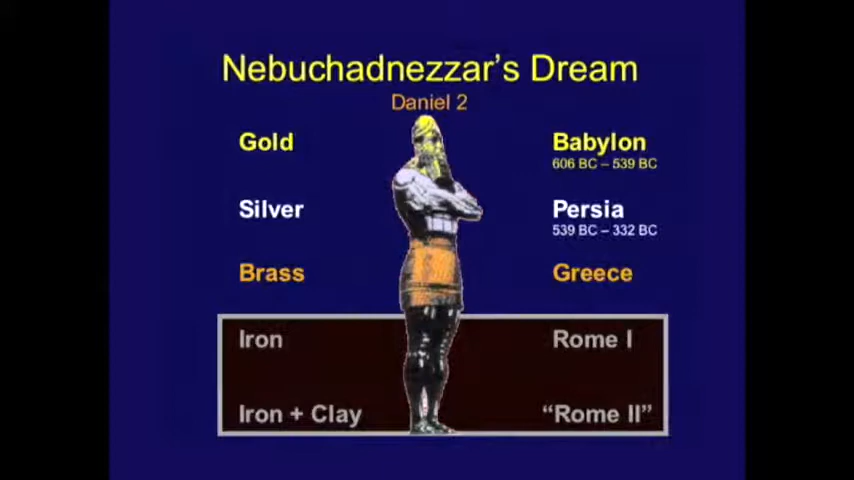 Nebuchadnezzar's Dream
Daniel 2
Gold
Babylon
606 BC – 539 BC
Silver
Persia
539 BC – 332 BC
Brass
Greece
Iron
Rome I
Iron + Clay
“Rome II”